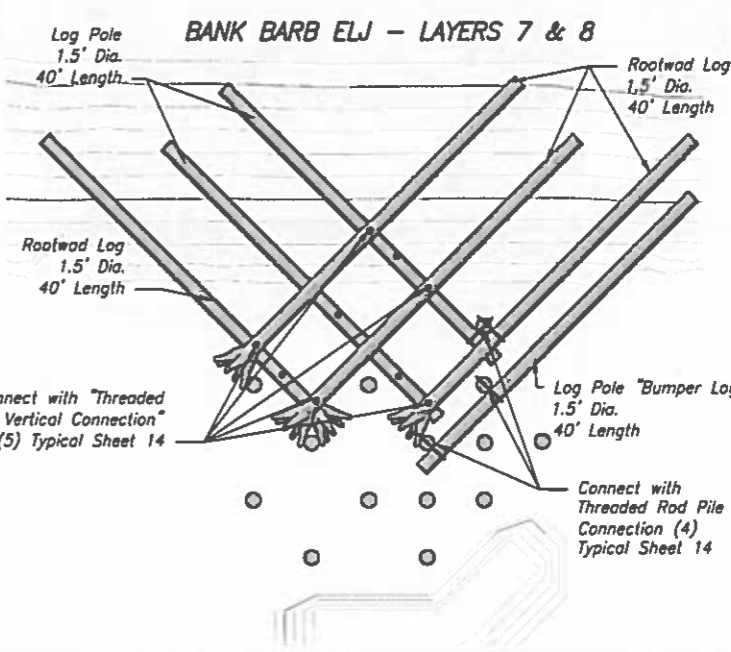 BANK BARB ELJ – LAYERS 7 & 8
Log Pole
1.5' Dia.
40' Length
Rootwad Log
1.5' Dia.
40' Length
Rootwad Log
1.5' Dia.
40' Length
nnect with "Threaded
Vertical Connection"
(5) Typical Sheet 14
Log Pole "Bumper Log
1.5' Dia.
40' Length
Connect with
Threaded Rod Pile
Connection (4)
Typical Sheet 14